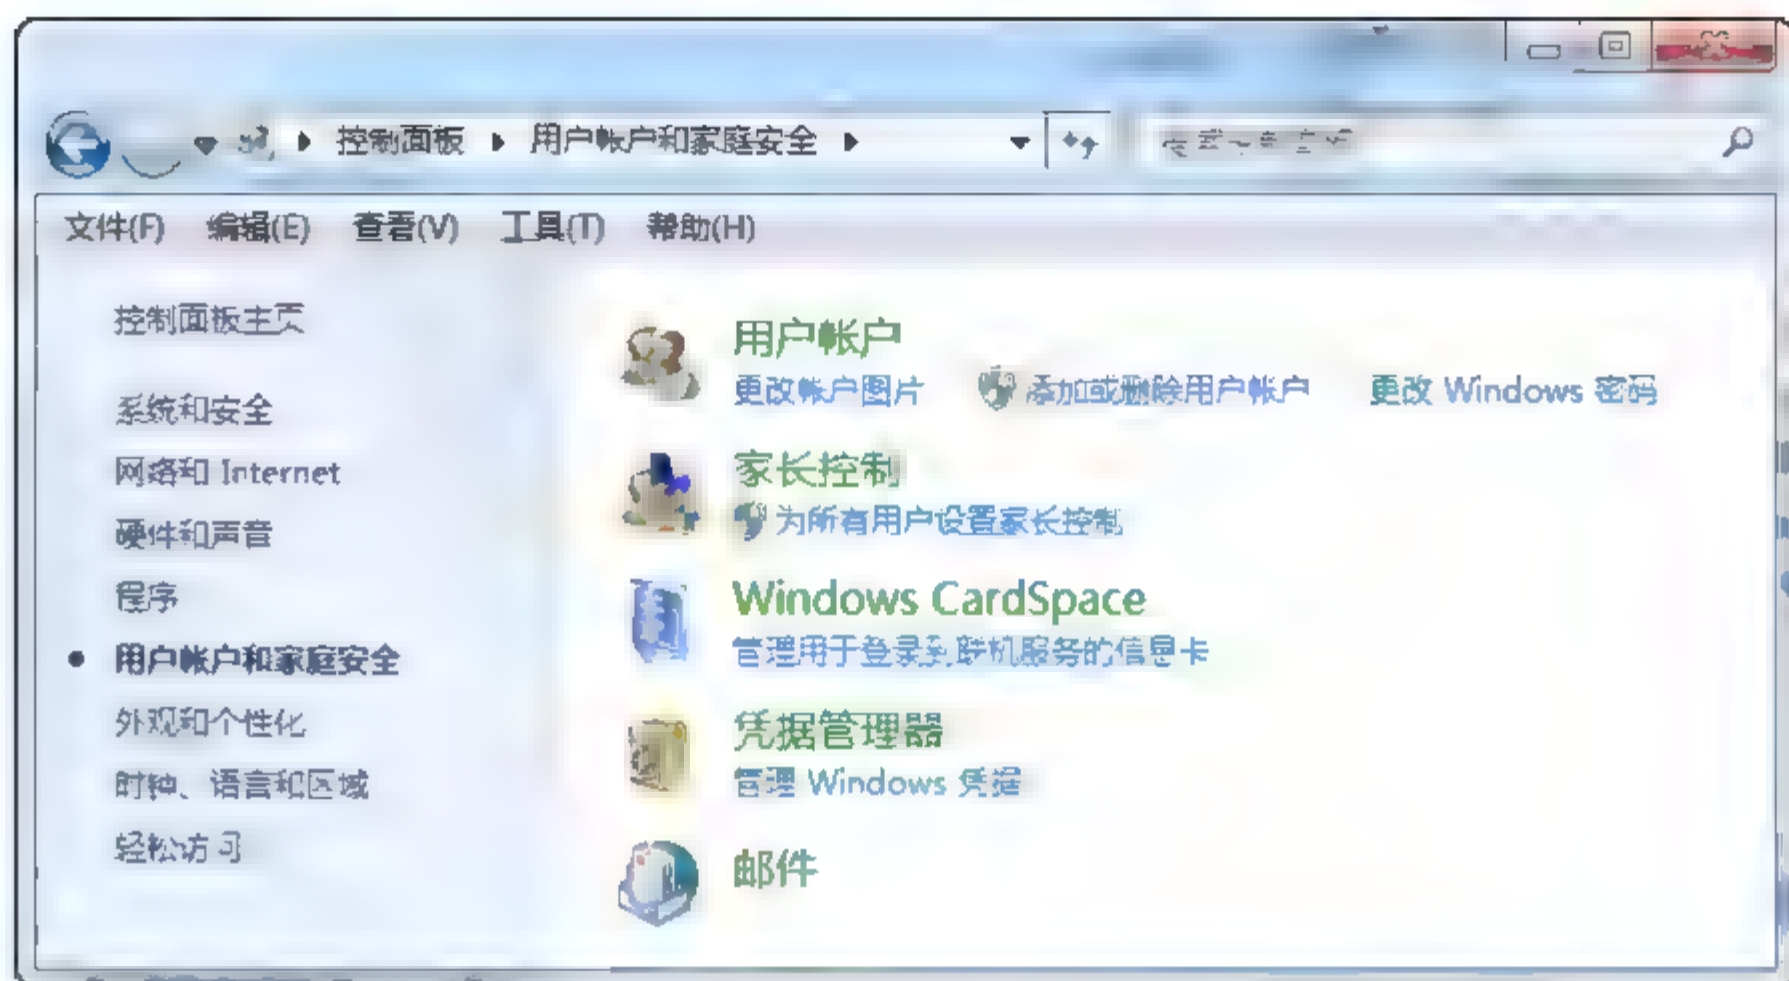 控制面板 用户帐户和家庭安全
文件(F) 编辑(E) 查看(V) 工具(T) 帮助(H)
控制面板主页
系统和安全
网络和 Internet
硬件和声音
程序
用户帐户和家庭安全
外观和个性化
时钟、语言和区域
轻松访问
用户帐户
更改帐户图片 添加或删除用户帐户 更改 Windows 密码
家长控制
为所有用户设置家长控制
Windows CardSpace
管理用于登录到联机服务的信息卡
凭据管理器
管理 Windows 凭据
邮件